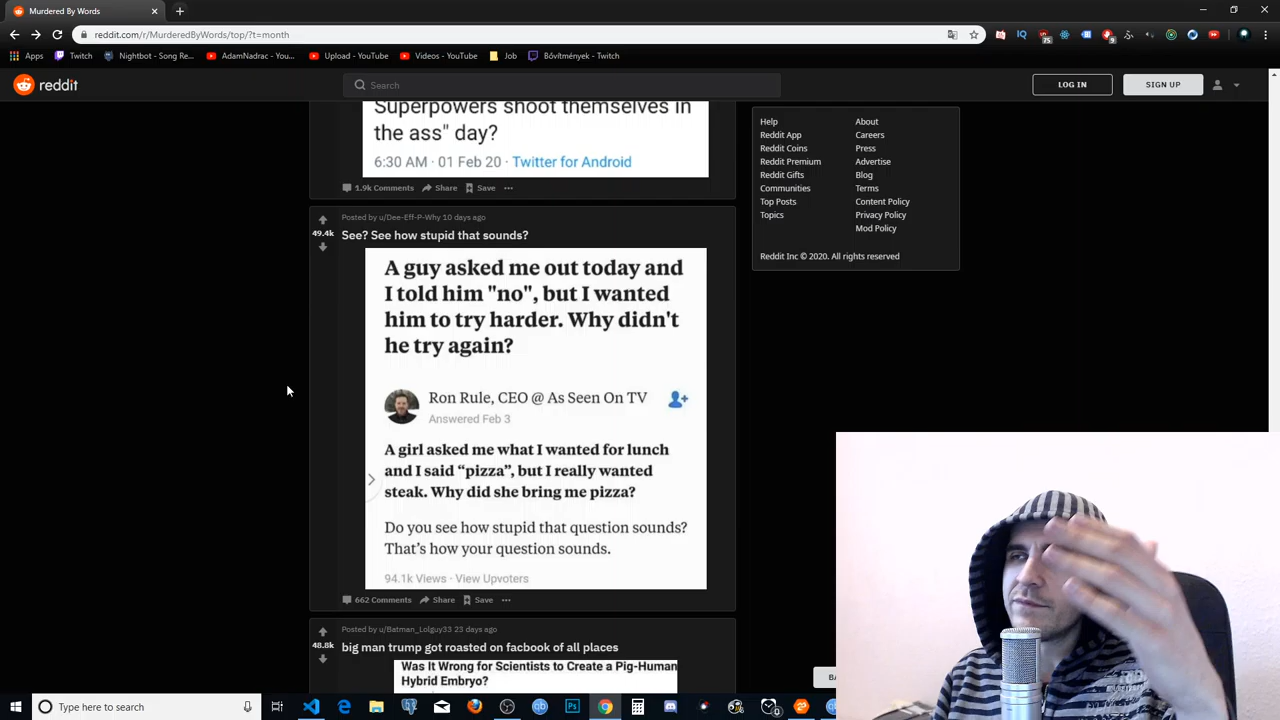 Murdered By Words
reddit.com/r/MurderedByWords/top/?t=month
Apps Twitch Nightbot - Song Re... AdamNadrac - You... Upload - YouTube Videos - YouTube Job Bővítmények - Twitch
reddit Search LOG IN SIGN UP
Superpowers shoot themselves in
the ass" day?
6:30 AM · 01 Feb 20 · Twitter for Android
1.9k Comments Share Save
Posted by u/Dee-Eff-P-Why 10 days ago
49.4k
See? See how stupid that sounds?
A guy asked me out today and
I told him "no", but I wanted
him to try harder. Why didn't
he try again?
Ron Rule, CEO @ As Seen On TV
Answered Feb 3
A girl asked me what I wanted for lunch
and I said “pizza”, but I really wanted
steak. Why did she bring me pizza?
Do you see how stupid that question sounds?
That’s how your question sounds.
94.1k Views · View Upvoters
662 Comments Share Save
Posted by u/Batman_Lolguy33 23 days ago
48.8k
big man trump got roasted on facbook of all places
Was It Wrong for Scientists to Create a Pig-Human
Hybrid Embryo?
Help About
Reddit App Careers
Reddit Coins Press
Reddit Premium Advertise
Reddit Gifts Blog
Communities Terms
Top Posts Content Policy
Topics Privacy Policy
Mod Policy
Reddit Inc © 2020. All rights reserved
Type here to search